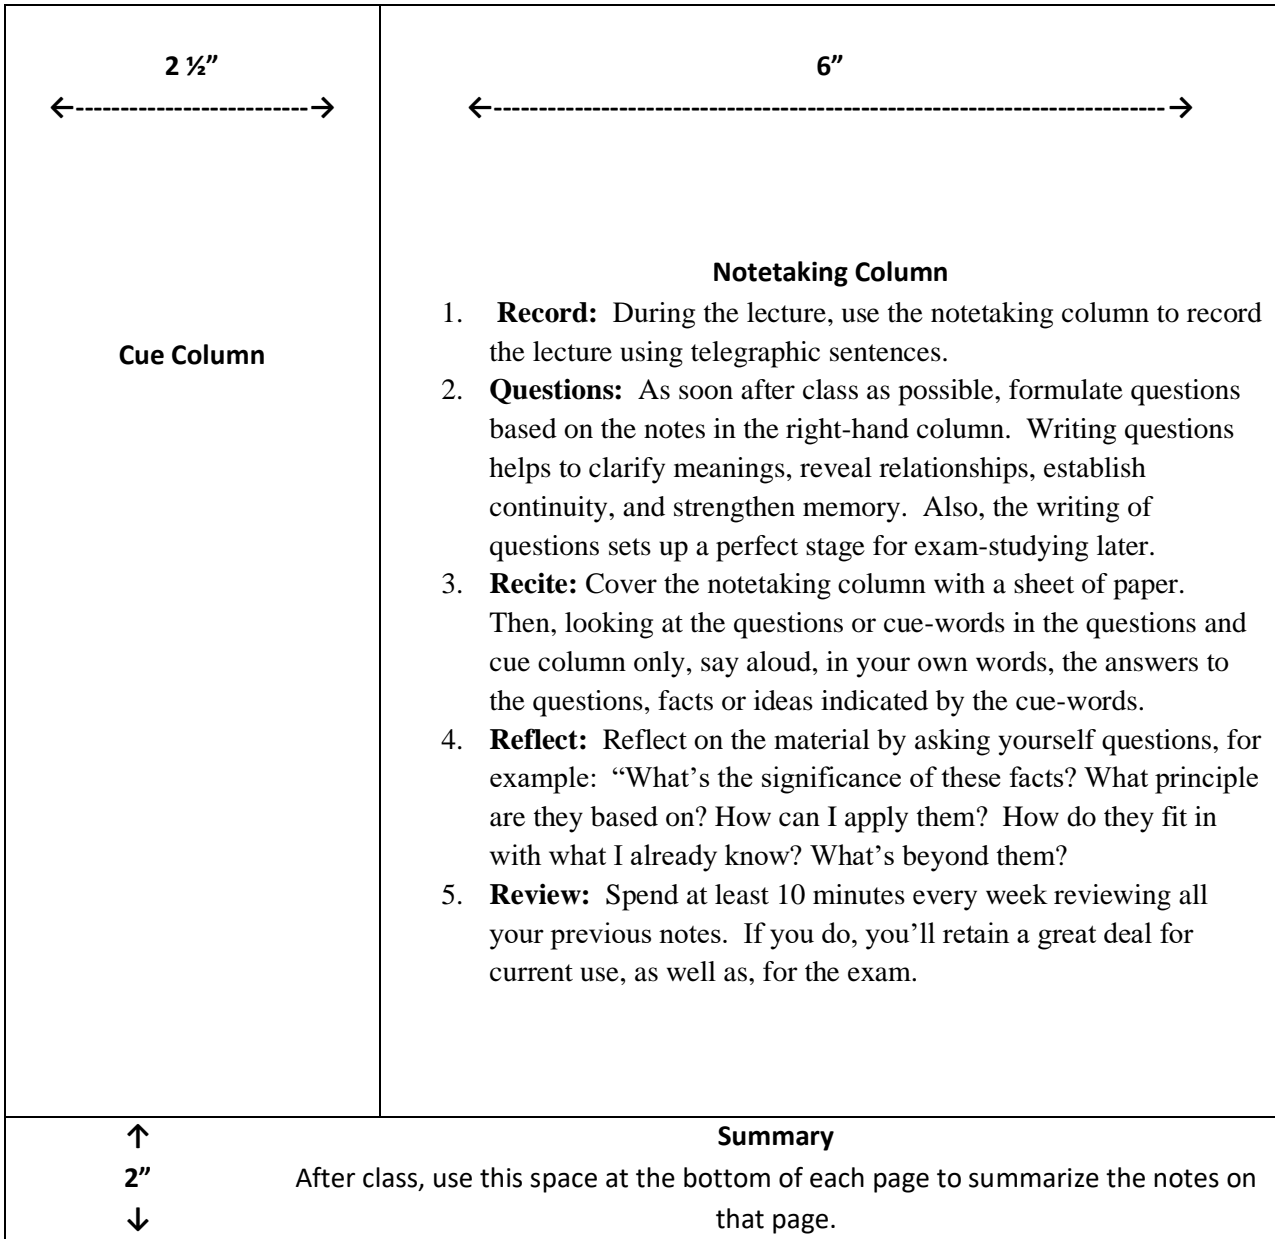 2 ½”
←--------------------------→
6”
←---------------------------------------------------------------------------→
Cue Column
Notetaking Column
1. Record: During the lecture, use the notetaking column to record
the lecture using telegraphic sentences.
2. Questions: As soon after class as possible, formulate questions
based on the notes in the right-hand column. Writing questions
helps to clarify meanings, reveal relationships, establish
continuity, and strengthen memory. Also, the writing of
questions sets up a perfect stage for exam-studying later.
3. Recite: Cover the notetaking column with a sheet of paper.
Then, looking at the questions or cue-words in the questions and
cue column only, say aloud, in your own words, the answers to
the questions, facts or ideas indicated by the cue-words.
4. Reflect: Reflect on the material by asking yourself questions, for
example: “What’s the significance of these facts? What principle
are they based on? How can I apply them? How do they fit in
with what I already know? What’s beyond them?
5. Review: Spend at least 10 minutes every week reviewing all
your previous notes. If you do, you’ll retain a great deal for
current use, as well as, for the exam.
↑
2”
↓
Summary
After class, use this space at the bottom of each page to summarize the notes on
that page.